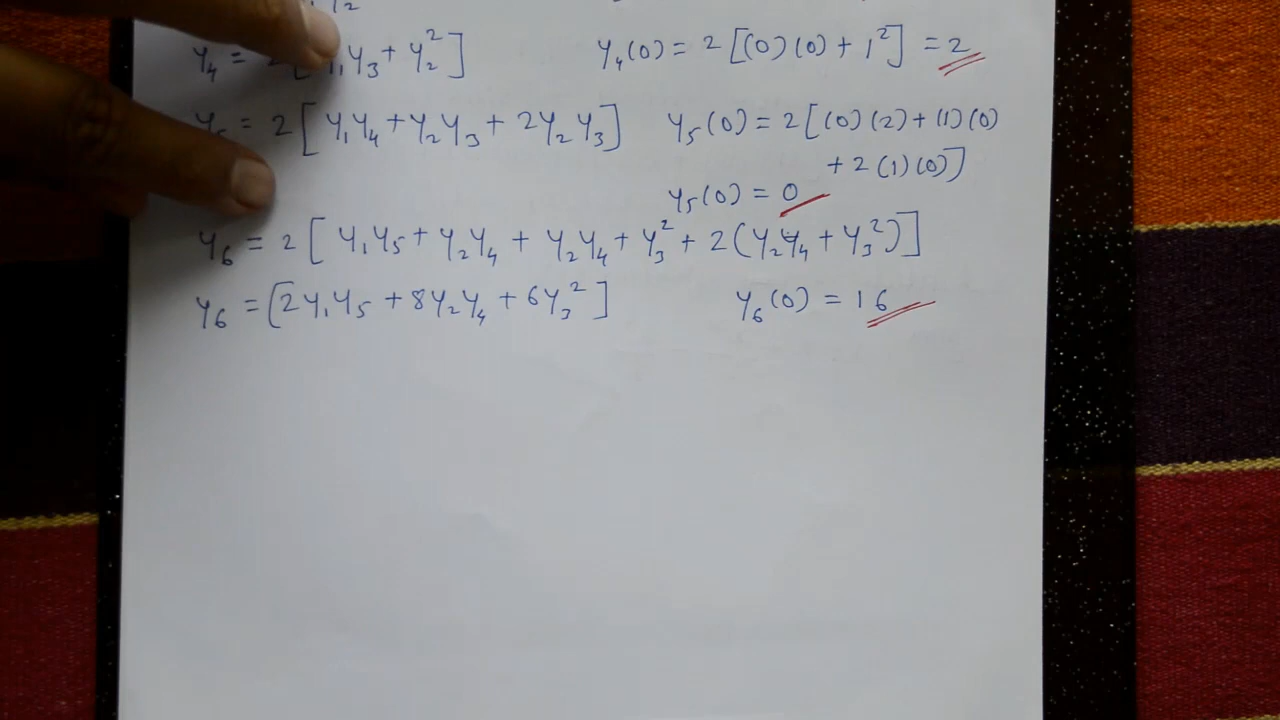 y₄ = 2[y₁y₃ + y₂²] y₄(0) = 2[(0)(0) + 1²] = 2
y₅ = 2[y₁y₄ + y₂y₃ + 2y₂y₃] y₅(0) = 2[(0)(2) + (1)(0)
+ 2(1)(0)]
y₅(0) = 0
y₆ = 2[y₁y₅ + y₂y₄ + y₂y₄ + y₃² + 2(y₂y₄ + y₃²)]
y₆ = [2y₁y₅ + 8y₂y₄ + 6y₃²] y₆(0) = 16